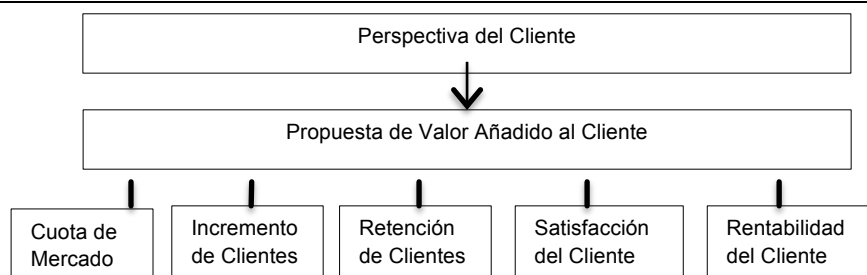 Perspectiva del Cliente
Propuesta de Valor Añadido al Cliente
Cuota de
Mercado
Incremento
de Clientes
Retención
de Clientes
Satisfacción
del Cliente
Rentabilidad
del Cliente